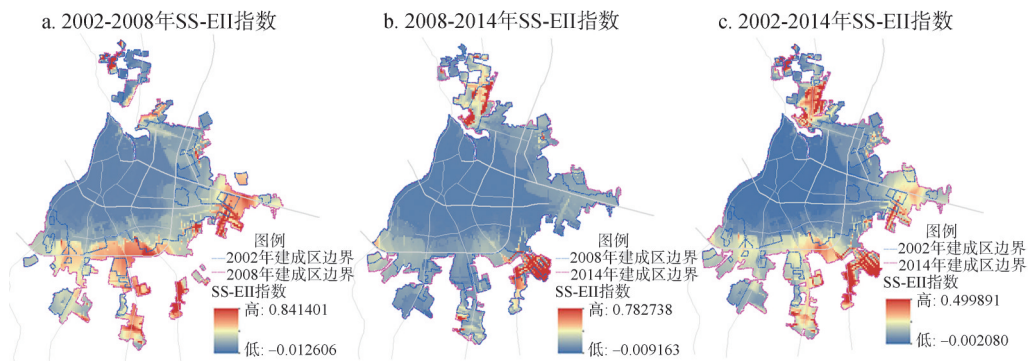 a. 2002-2008年SS-EII指数
图例
2002年建成区边界
2008年建成区边界
SS-EII指数
高: 0.841401
低: −0.012606
b. 2008-2014年SS-EII指数
图例
2008年建成区边界
2014年建成区边界
SS-EII指数
高: 0.782738
低: −0.009163
c. 2002-2014年SS-EII指数
图例
2002年建成区边界
2014年建成区边界
SS-EII指数
高: 0.499891
低: −0.002080